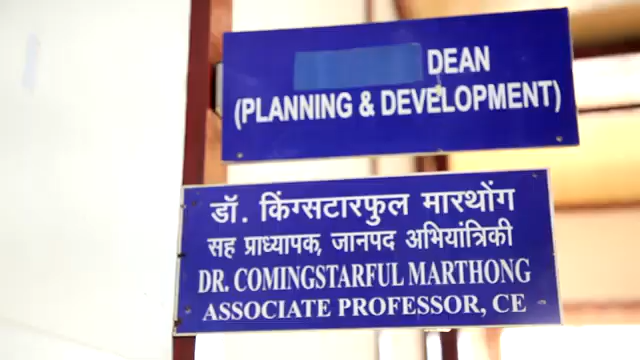 DEAN
(PLANNING & DEVELOPMENT)
डॉ. किंग्सटारफुल मारथोंग
सह प्राध्यापक, जानपद अभियांत्रिकी
DR. COMINGSTARFUL MARTHONG
ASSOCIATE PROFESSOR, CE